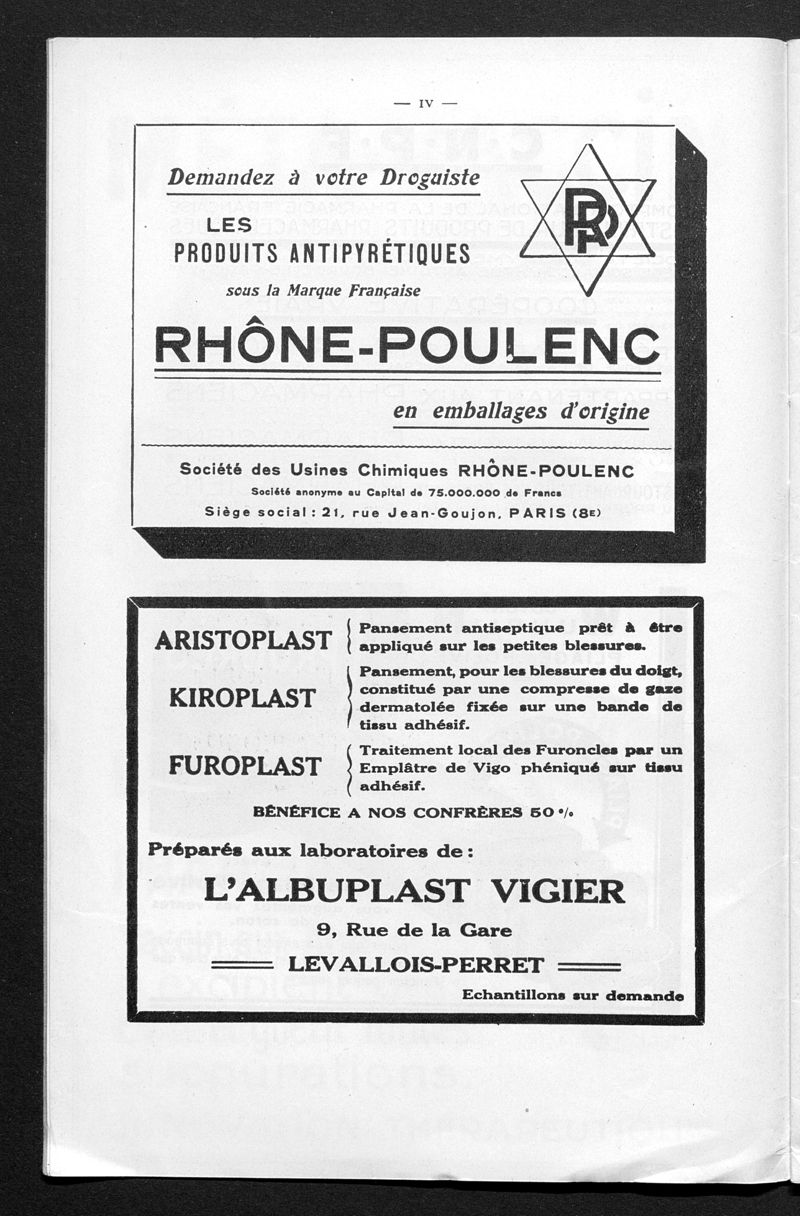 — IV —
Demandez à votre Droguiste
RP
LES
PRODUITS ANTIPYRÉTIQUES
sous la Marque Française
RHÔNE-POULENC
en emballages d'origine
Société des Usines Chimiques RHÔNE-POULENC
Société anonyme au Capital de 75.000.000 de Francs
Siège social : 21, rue Jean-Goujon, PARIS (8E)
ARISTOPLAST
Pansement antiseptique prêt à être
appliqué sur les petites blessures.
KIROPLAST
Pansement, pour les blessures du doigt,
constitué par une compresse de gaze
dermatolée fixée sur une bande de
tissu adhésif.
FUROPLAST
Traitement local des Furoncles par un
Emplâtre de Vigo phéniqué sur tissu
adhésif.
BÉNÉFICE A NOS CONFRÈRES 50 %
Préparés aux laboratoires de :
L'ALBUPLAST VIGIER
9, Rue de la Gare
LEVALLOIS-PERRET
Echantillons sur demande